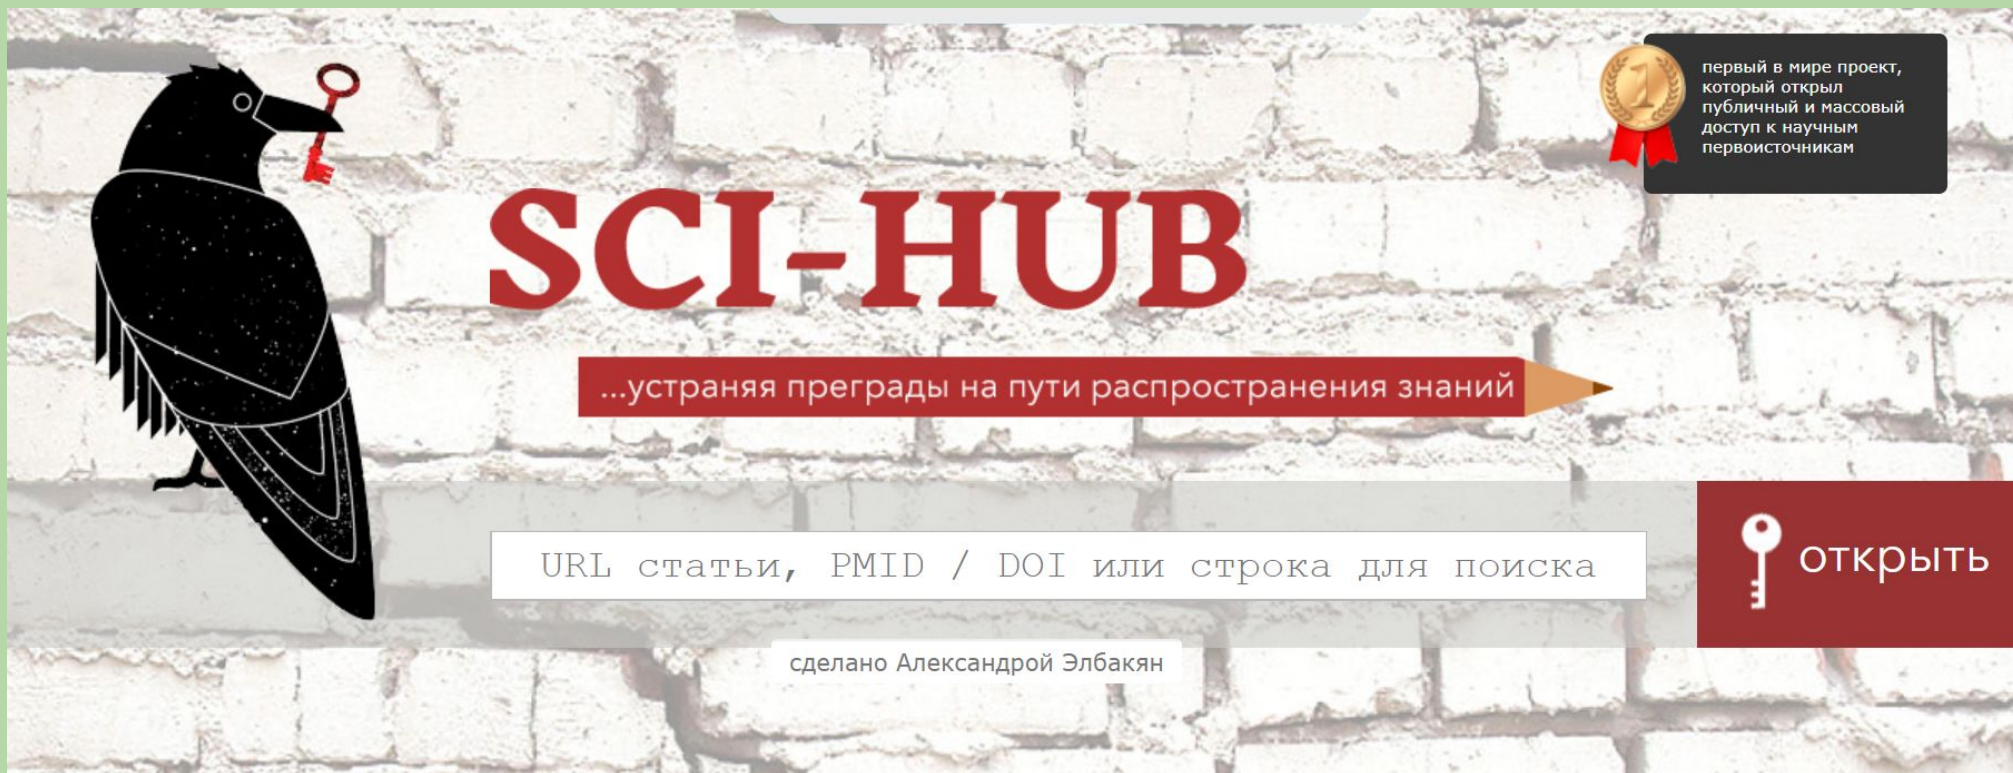 первый в мире проект,
который открыл
публичный и массовый
доступ к научным
первоисточникам
1
SCI-HUB
...устраняя преграды на пути распространения знаний
URL статьи, PMID / DOI или строка для поиска
открыть
сделано Александрой Элбакян